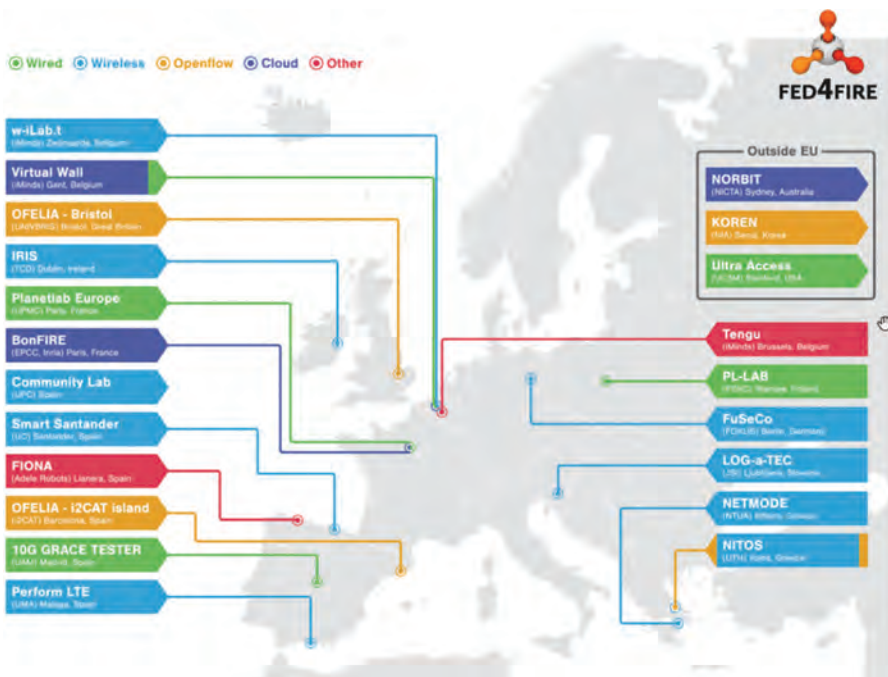 Wired Wireless Openflow Cloud Other
FED4FIRE
w-iLab.t
(iMinds) Zwijnaarde, Belgium
Virtual Wall
(iMinds) Gent, Belgium
OFELIA - Bristol
(UNIVBRIS) Bristol, Great Britain
IRIS
(TCD) Dublin, Ireland
Planetlab Europe
(UPMC) Paris, France
BonFIRE
(EPCC, Inria) Paris, France
Community Lab
(UPC) Spain
Smart Santander
(UC) Santander, Spain
FIONA
(Adele Robots) Llanera, Spain
OFELIA - i2CAT island
(i2CAT) Barcelona, Spain
10G GRACE TESTER
Madrid, Spain
Perform LTE
(UMA) Malaga, Spain
Outside EU
NORBIT
(NICTA) Sydney, Australia
KOREN
(NIA) Seoul, Korea
Ultra Access
Stanford, USA
Tengu
(iMinds) Brussels, Belgium
PL-LAB
Warsaw, Poland
FuSeCo
(FOKUS) Berlin, Germany
LOG-a-TEC
(JSI) Ljubljana, Slovenia
NETMODE
(NTUA) Athens, Greece
NITOS
(UTH) Greece